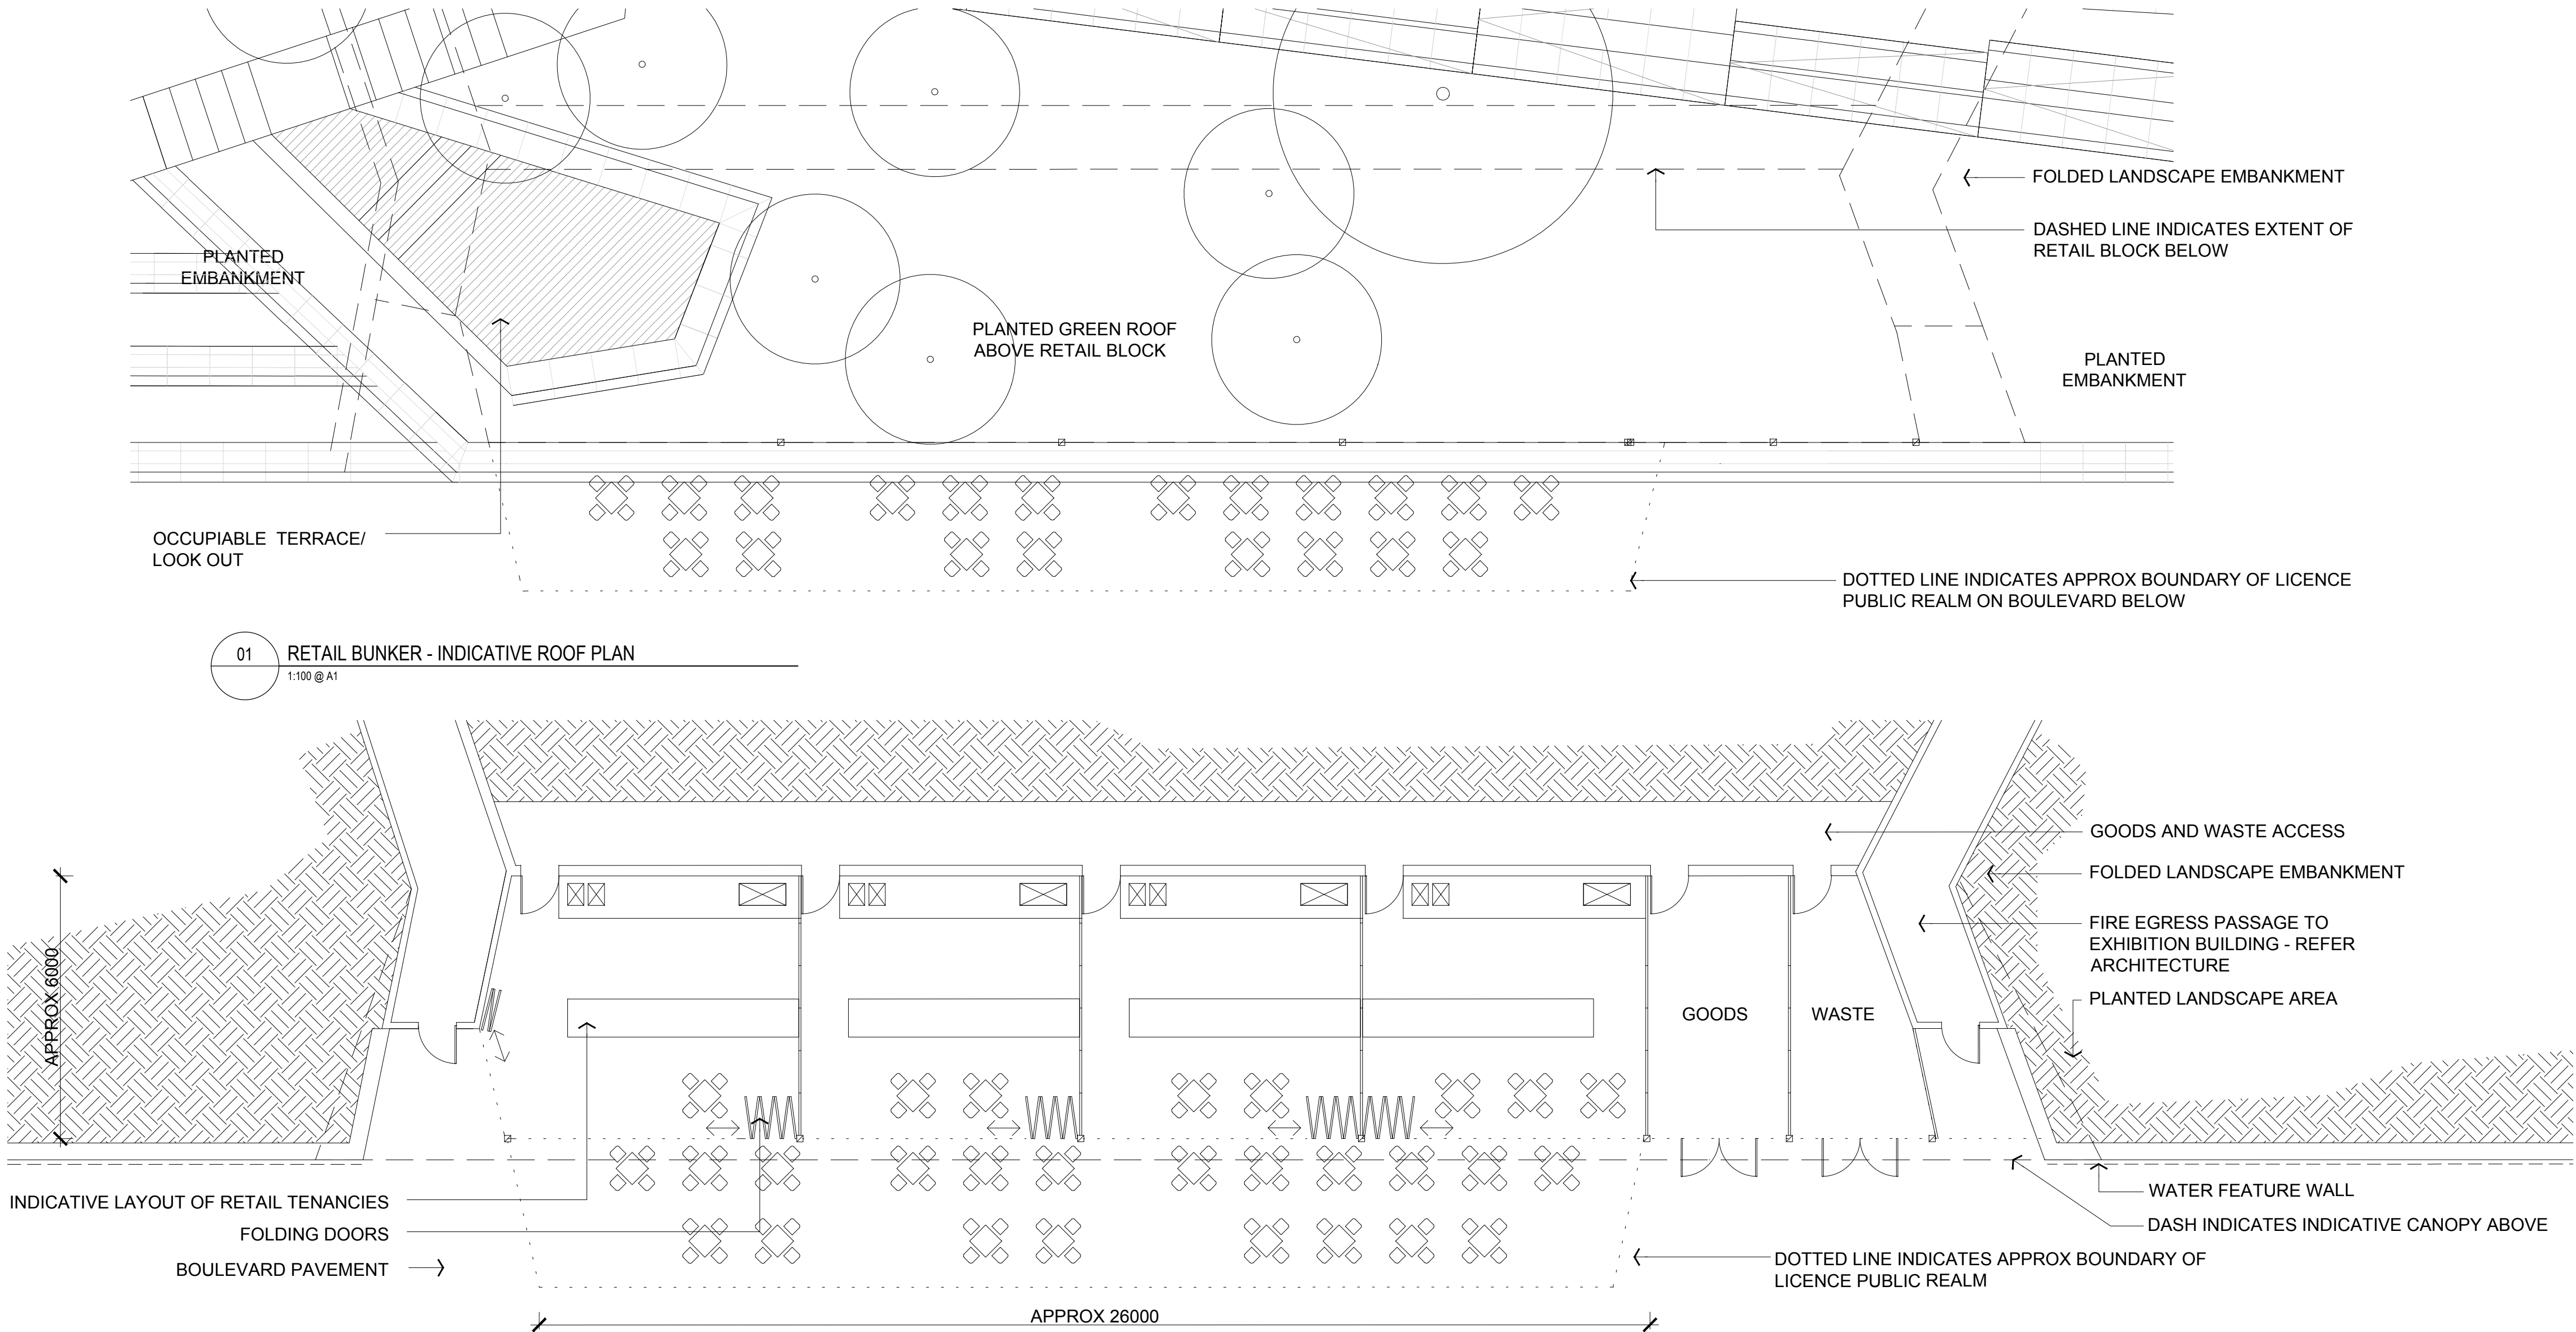 FOLDED LANDSCAPE EMBANKMENT
DASHED LINE INDICATES EXTENT OF
RETAIL BLOCK BELOW
PLANTED
EMBANKMENT
PLANTED GREEN ROOF
ABOVE RETAIL BLOCK
PLANTED
EMBANKMENT
OCCUPIABLE TERRACE/
LOOK OUT
DOTTED LINE INDICATES APPROX BOUNDARY OF LICENCE
PUBLIC REALM ON BOULEVARD BELOW
01
RETAIL BUNKER - INDICATIVE ROOF PLAN
1:100 @ A1
GOODS AND WASTE ACCESS
FOLDED LANDSCAPE EMBANKMENT
FIRE EGRESS PASSAGE TO
EXHIBITION BUILDING - REFER
ARCHITECTURE
PLANTED LANDSCAPE AREA
APPROX 6000
GOODS
WASTE
INDICATIVE LAYOUT OF RETAIL TENANCIES
FOLDING DOORS
BOULEVARD PAVEMENT
WATER FEATURE WALL
DASH INDICATES INDICATIVE CANOPY ABOVE
DOTTED LINE INDICATES APPROX BOUNDARY OF
LICENCE PUBLIC REALM
APPROX 26000